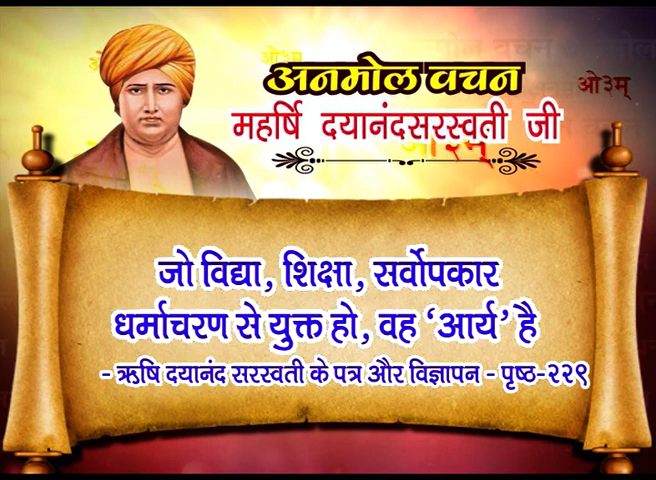 अनमोल वचन
ओ३म्
महर्षि दयानंदसरस्वती जी
जो विद्या, शिक्षा, सर्वोपकार
धर्माचरण से युक्त हो, वह ‘आर्य’ है
- ऋषि दयानंद सरस्वती के पत्र और विज्ञापन - पृष्ठ-२२९